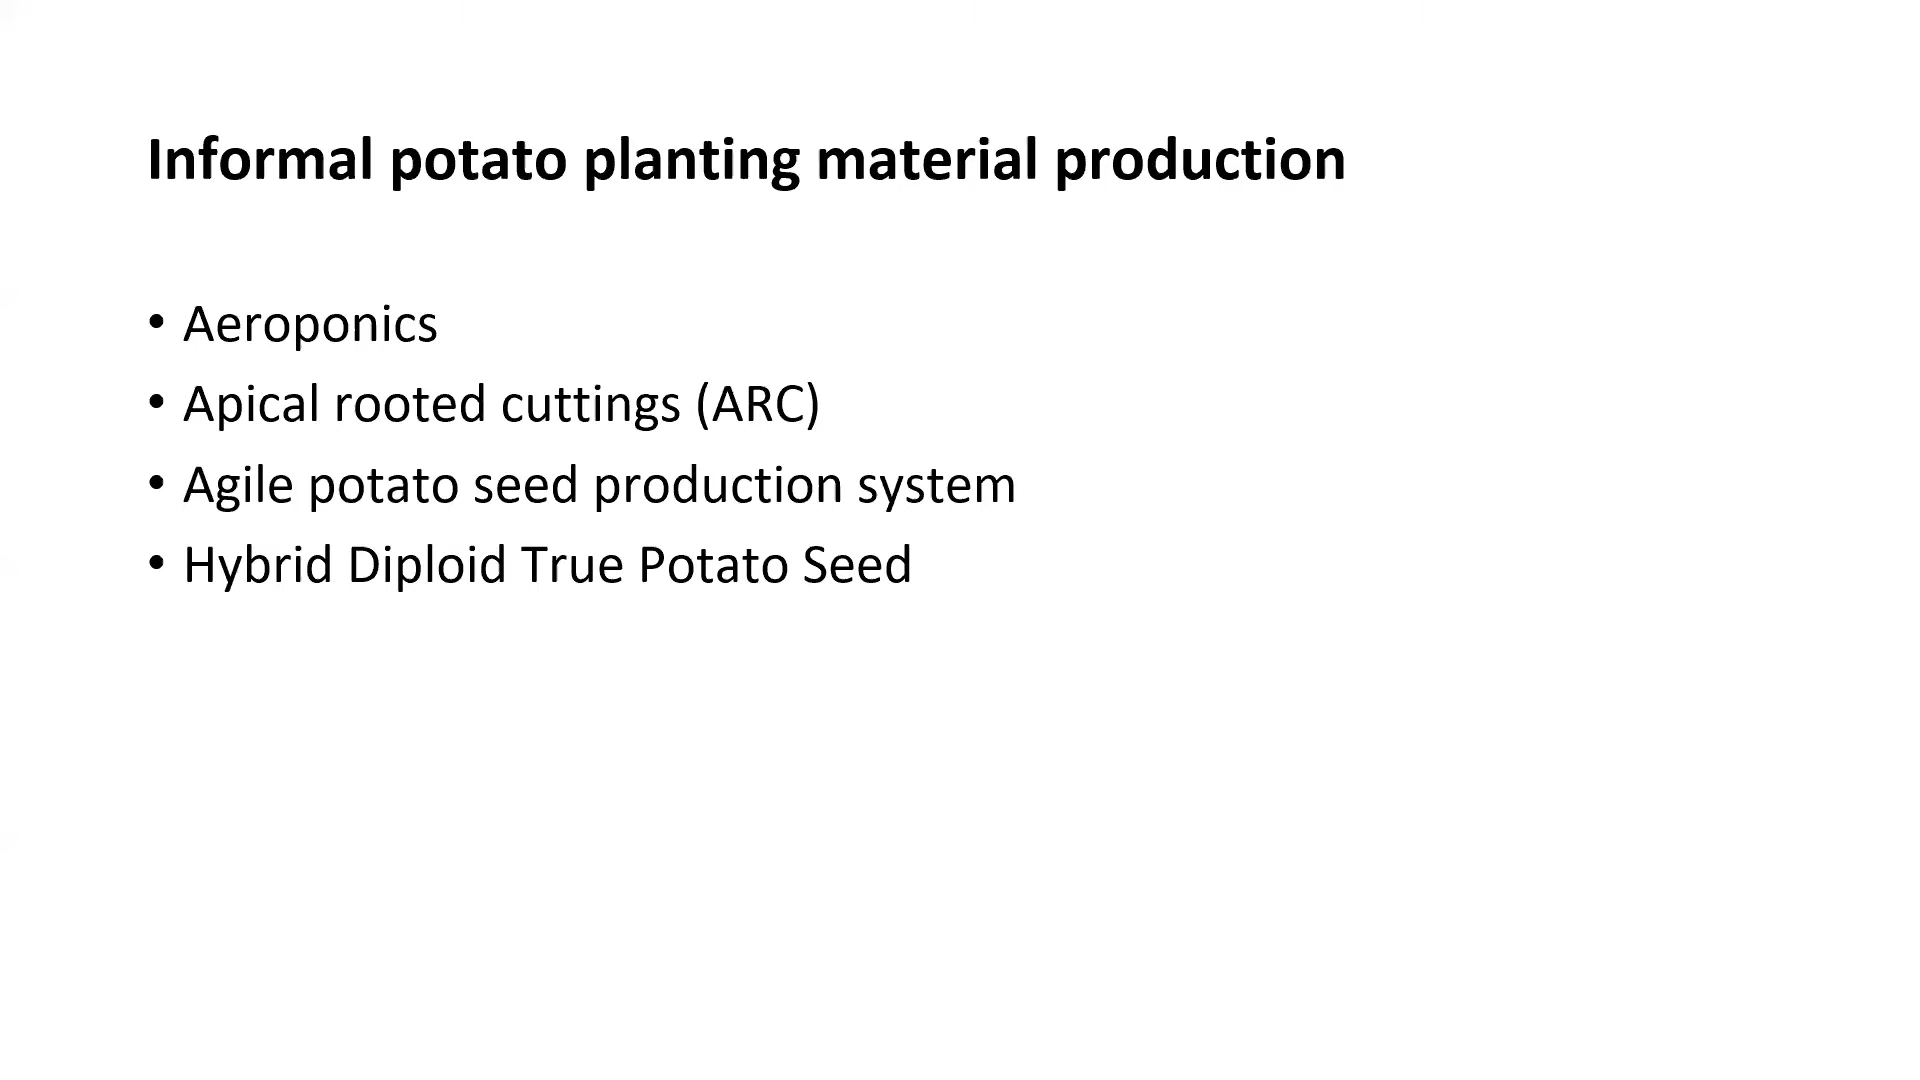 Informal potato planting material production
• Aeroponics
• Apical rooted cuttings (ARC)
• Agile potato seed production system
• Hybrid Diploid True Potato Seed